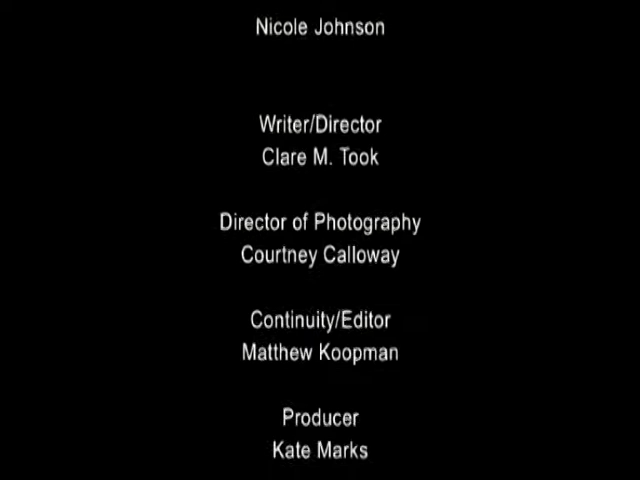 Nicole Johnson
Writer/Director
Clare M. Took
Director of Photography
Courtney Calloway
Continuity/Editor
Matthew Koopman
Producer
Kate Marks